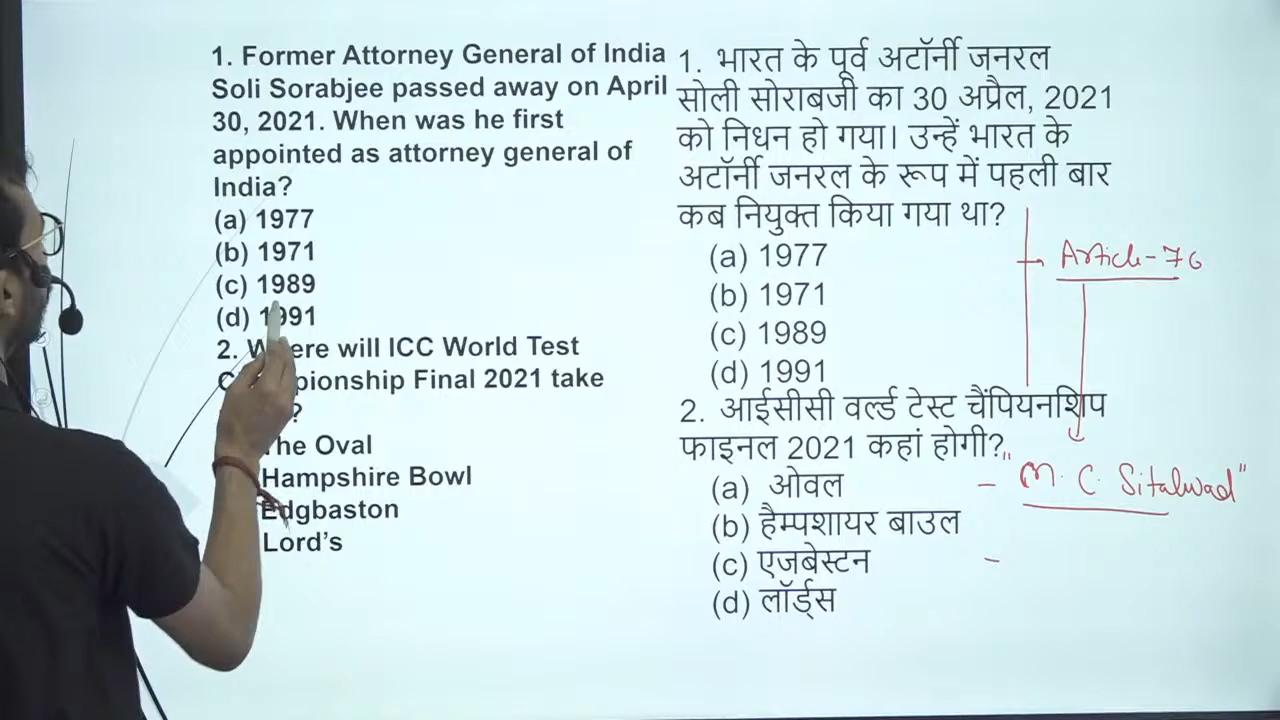 1. Former Attorney General of India
Soli Sorabjee passed away on April
30, 2021. When was he first
appointed as attorney general of
India?
(a) 1977
(b) 1971
(c) 1989
(d) 1991
2. Where will ICC World Test
Championship Final 2021 take
?
The Oval
Hampshire Bowl
Edgbaston
Lord's
1. भारत के पूर्व अटॉर्नी जनरल
सोली सोराबजी का 30 अप्रैल, 2021
को निधन हो गया। उन्हें भारत के
अटॉर्नी जनरल के रूप में पहली बार
कब नियुक्त किया गया था?
(a) 1977
(b) 1971
(c) 1989
(d) 1991
2. आईसीसी वर्ल्ड टेस्ट चैंपियनशिप
फाइनल 2021 कहां होगी?
(a) ओवल
(b) हैम्पशायर बाउल
(c) एजबेस्टन
(d) लॉर्ड्स
Article-76
- "M. C. Sitalwad"
-